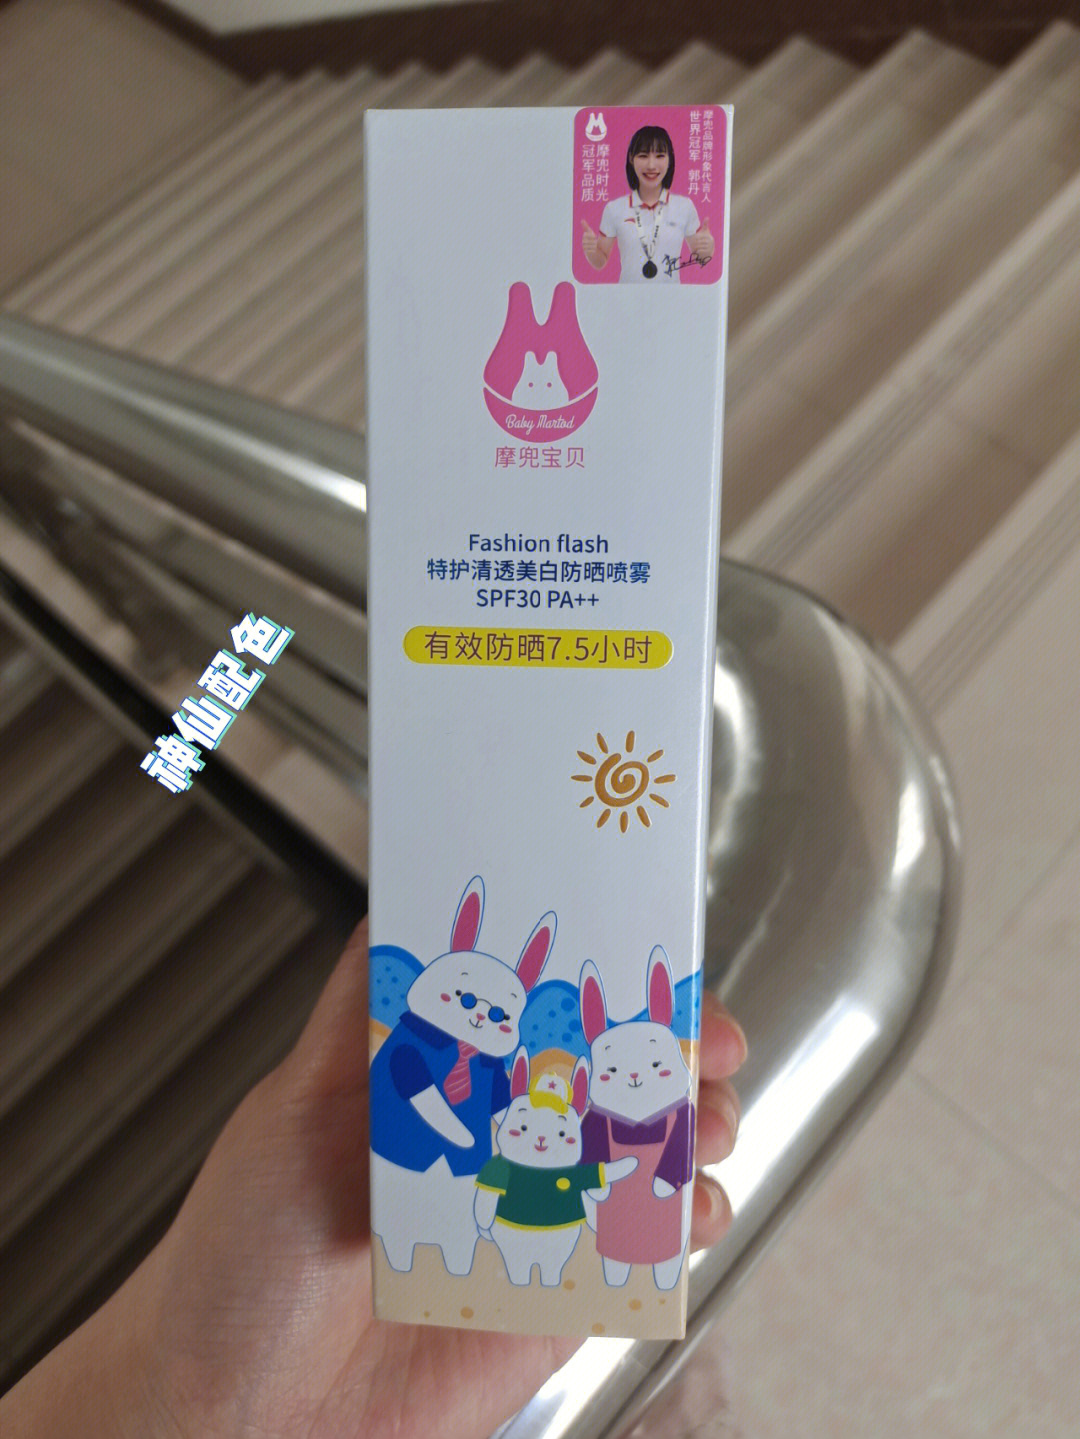 摩兜时光
冠军品质
摩兜品牌形象代言人
世界冠军 郭丹
Baby Martod
摩兜宝贝
Fashion flash
特护清透美白防晒喷雾
SPF30 PA++
有效防晒7.5小时
神仙配色